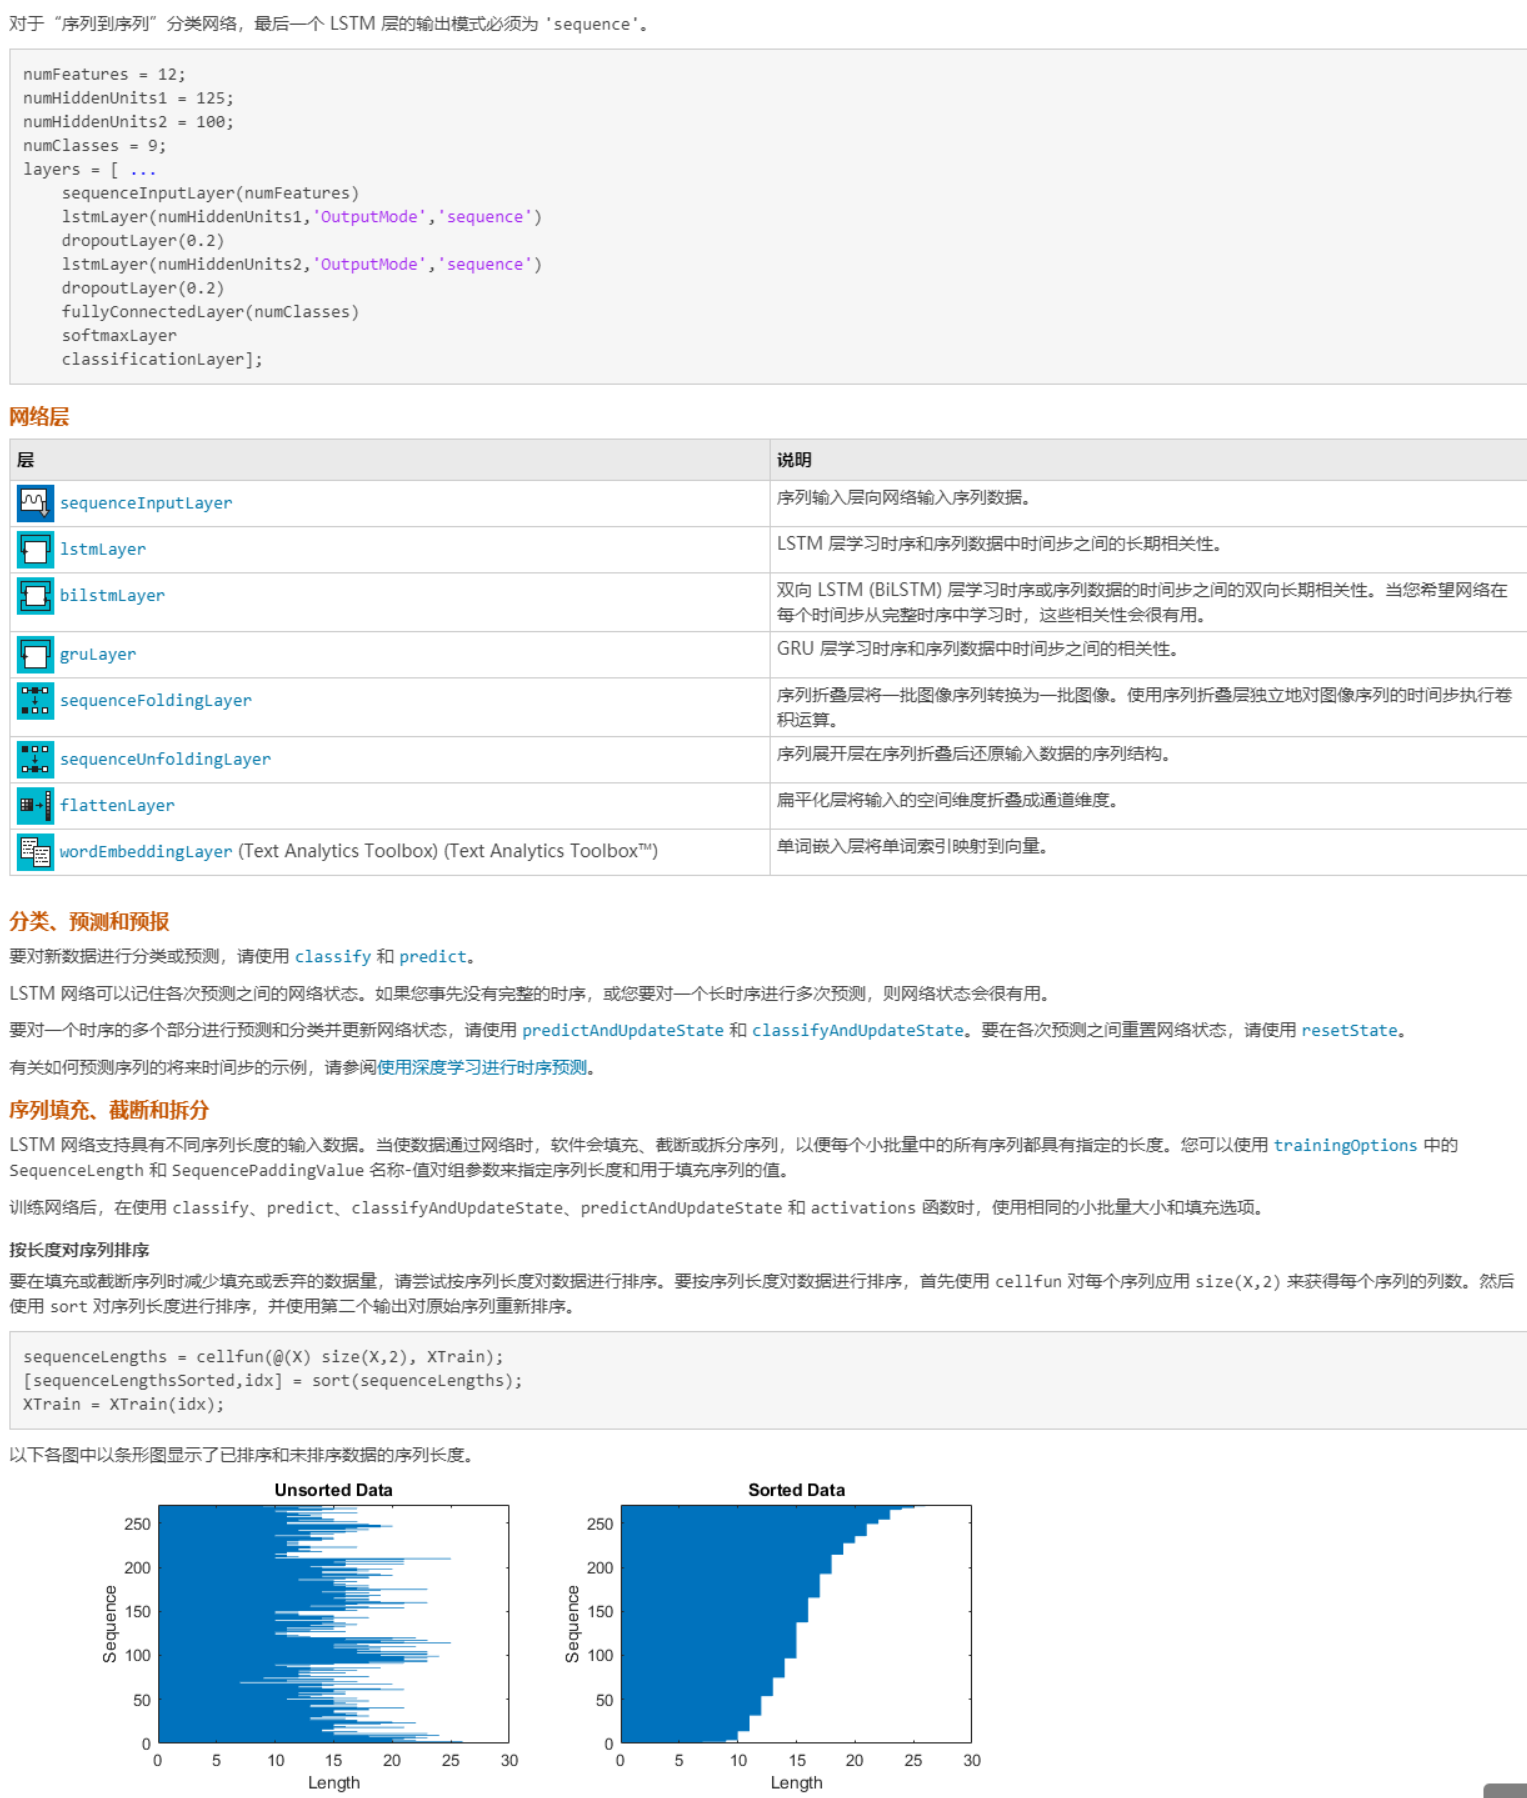 对于“序列到序列”分类网络，最后一个 LSTM 层的输出模式必须为 'sequence'。
numFeatures = 12;
numHiddenUnits1 = 125;
numHiddenUnits2 = 100;
numClasses = 9;
layers = [ ...
sequenceInputLayer(numFeatures)
lstmLayer(numHiddenUnits1,'OutputMode','sequence')
dropoutLayer(0.2)
lstmLayer(numHiddenUnits2,'OutputMode','sequence')
dropoutLayer(0.2)
fullyConnectedLayer(numClasses)
softmaxLayer
classificationLayer];
网络层
层 说明
sequenceInputLayer 序列输入层向网络输入序列数据。
lstmLayer LSTM 层学习时序和序列数据中时间步之间的长期相关性。
bilstmLayer 双向 LSTM (BiLSTM) 层学习时序或序列数据的时间步之间的双向长期相关性。当您希望网络在
每个时间步从完整时序中学习时，这些相关性会很有用。
gruLayer GRU 层学习时序和序列数据中时间步之间的相关性。
sequenceFoldingLayer 序列折叠层将一批图像序列转换为一批图像。使用序列折叠层独立地对图像序列的时间步执行卷
积运算。
sequenceUnfoldingLayer 序列展开层在序列折叠后还原输入数据的序列结构。
flattenLayer 扁平化层将输入的空间维度折叠成通道维度。
wordEmbeddingLayer (Text Analytics Toolbox) (Text Analytics Toolbox™) 单词嵌入层将单词索引映射到向量。
分类、预测和预报
要对新数据进行分类或预测，请使用 classify 和 predict。
LSTM 网络可以记住各次预测之间的网络状态。如果您事先没有完整的时序，或您要对一个长时序进行多次预测，则网络状态会很有用。
要对一个时序的多个部分进行预测和分类并更新网络状态，请使用 predictAndUpdateState 和 classifyAndUpdateState。要在各次预测之间重置网络状态，请使用 resetState。
有关如何预测序列的将来时间步的示例，请参阅使用深度学习进行时序预测。
序列填充、截断和拆分
LSTM 网络支持具有不同序列长度的输入数据。当使数据通过网络时，软件会填充、截断或拆分序列，以便每个小批量中的所有序列都具有指定的长度。您可以使用 trainingOptions 中的
SequenceLength 和 SequencePaddingValue 名称-值对组参数来指定序列长度和用于填充序列的值。
训练网络后，在使用 classify、predict、classifyAndUpdateState、predictAndUpdateState 和 activations 函数时，使用相同的小批量大小和填充选项。
按长度对序列排序
要在填充或截断序列时减少填充或丢弃的数据量，请尝试按序列长度对数据进行排序。要按序列长度对数据进行排序，首先使用 cellfun 对每个序列应用 size(X,2) 来获得每个序列的列数。然后
使用 sort 对序列长度进行排序，并使用第二个输出对原始序列重新排序。
sequenceLengths = cellfun(@(X) size(X,2), XTrain);
[sequenceLengthsSorted,idx] = sort(sequenceLengths);
XTrain = XTrain(idx);
以下各图中以条形图显示了已排序和未排序数据的序列长度。
Unsorted Data
Sequence
250
200
150
100
50
0
0 5 10 15 20 25 30
Length
Sorted Data
Sequence
250
200
150
100
50
0
0 5 10 15 20 25 30
Length